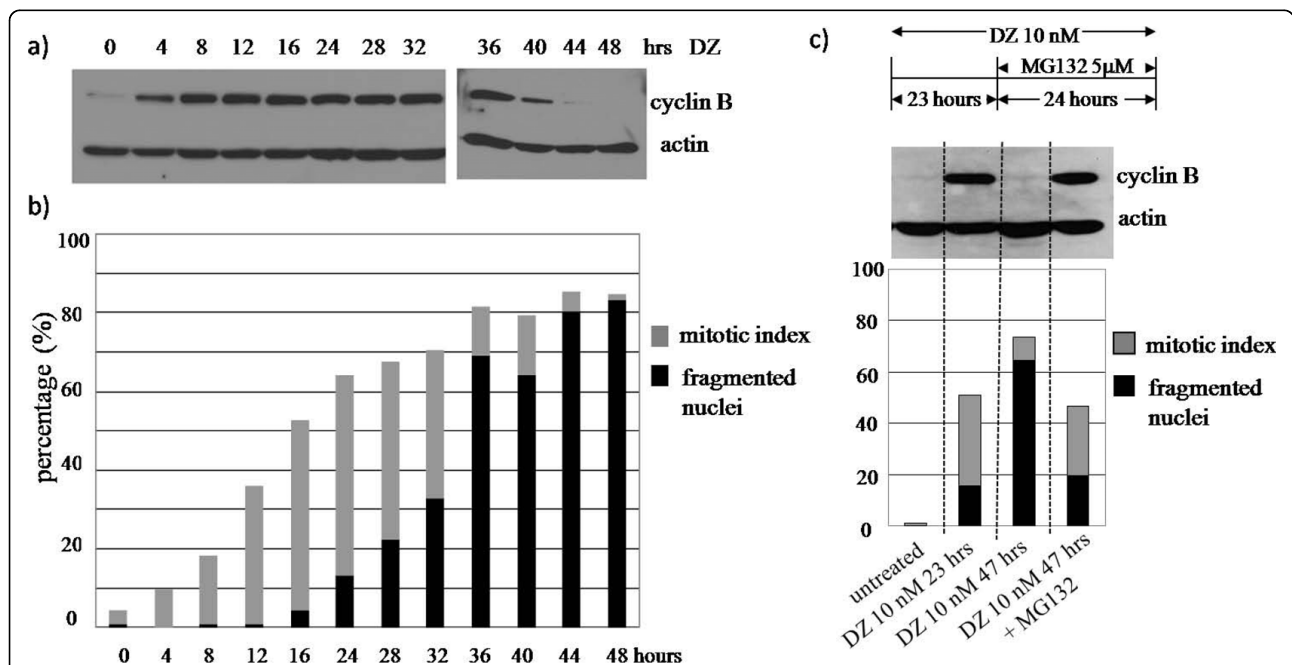 a)
0 4 8 12 16 24 28 32 36 40 44 48 hrs DZ
cyclin B
actin
b)
percentage (%)
100
80
60
40
20
0
0 4 8 12 16 24 28 32 36 40 44 48 hours
mitotic index
fragmented
nuclei
c)
DZ 10 nM
MG132 5μM
23 hours 24 hours
cyclin B
actin
100
80
60
40
20
0
mitotic index
fragmented
nuclei
untreated
DZ 10 nM 23 hrs
DZ 10 nM 47 hrs
DZ 10 nM 47 hrs
+ MG132